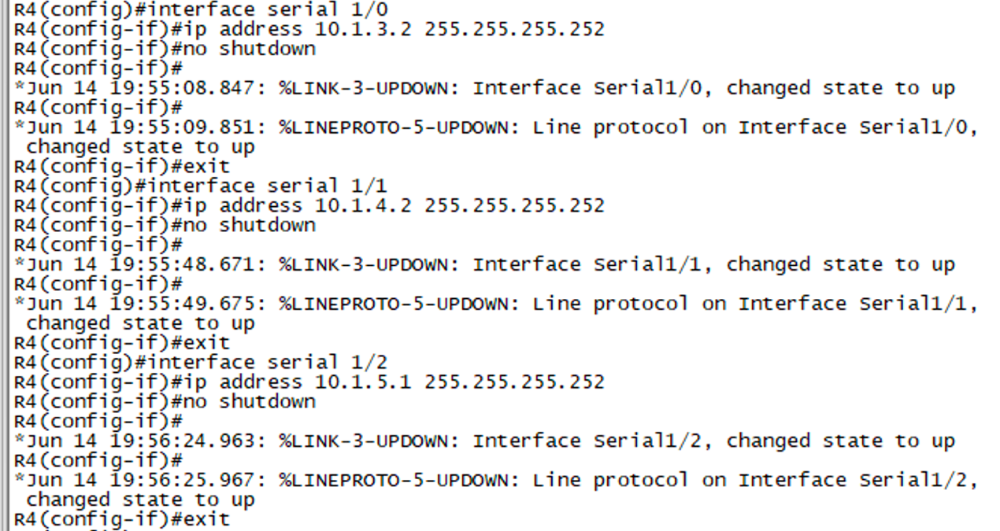 R4(config)#interface serial 1/0
R4(config-if)#ip address 10.1.3.2 255.255.255.252
R4(config-if)#no shutdown
R4(config-if)#
*Jun 14 19:55:08.847: %LINK-3-UPDOWN: Interface Serial1/0, changed state to up
R4(config-if)#
*Jun 14 19:55:09.851: %LINEPROTO-5-UPDOWN: Line protocol on Interface Serial1/0,
 changed state to up
R4(config-if)#exit
R4(config)#interface serial 1/1
R4(config-if)#ip address 10.1.4.2 255.255.255.252
R4(config-if)#no shutdown
R4(config-if)#
*Jun 14 19:55:48.671: %LINK-3-UPDOWN: Interface Serial1/1, changed state to up
R4(config-if)#
*Jun 14 19:55:49.675: %LINEPROTO-5-UPDOWN: Line protocol on Interface Serial1/1,
 changed state to up
R4(config-if)#exit
R4(config)#interface serial 1/2
R4(config-if)#ip address 10.1.5.1 255.255.255.252
R4(config-if)#no shutdown
R4(config-if)#
*Jun 14 19:56:24.963: %LINK-3-UPDOWN: Interface Serial1/2, changed state to up
R4(config-if)#
*Jun 14 19:56:25.967: %LINEPROTO-5-UPDOWN: Line protocol on Interface Serial1/2,
 changed state to up
R4(config-if)#exit